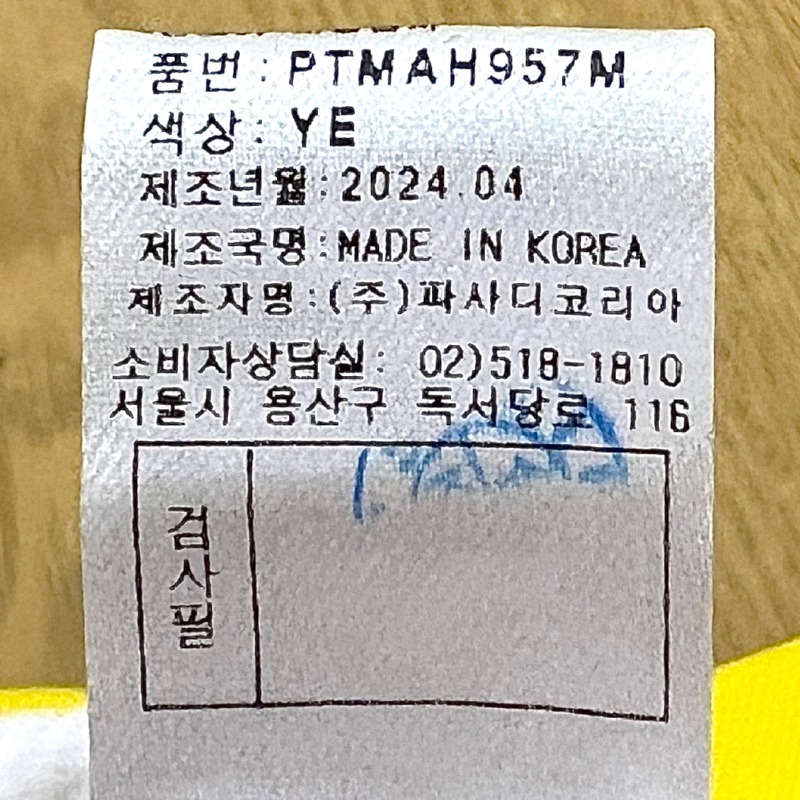 품번:PTMAH957M
색상:YE
제조년월:2024.04
제조국명:MADE IN KOREA
제조자명:(주)파사디코리아
소비자상담실: 02)518-1810
서울시 용산구 독서당로 116
검사필